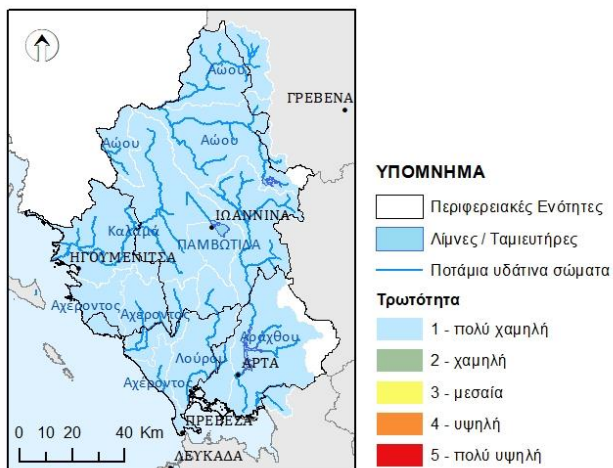 Αώου
ΓΡΕΒΕΝΑ
Αώου
Αώου
ΙΩΑΝΝΙΝΑ
Καλαμά
ΠΑΜΒΩΤΙΔΑ
ΗΓΟΥΜΕΝΙΤΣΑ
Αχέροντος
Αχέροντος
Αράχθου
Λούρου
ΑΡΤΑ
Αχέροντος
ΠΡΕΒΕΖΑ
0 10 20 40 Km
ΛΕΥΚΑΔΑ
ΥΠΟΜΝΗΜΑ
Περιφερειακές Ενότητες
Λίμνες / Ταμιευτήρες
Ποτάμια υδάτινα σώματα
Τρωτότητα
1 - πολύ χαμηλή
2 - χαμηλή
3 - μεσαία
4 - υψηλή
5 - πολύ υψηλή